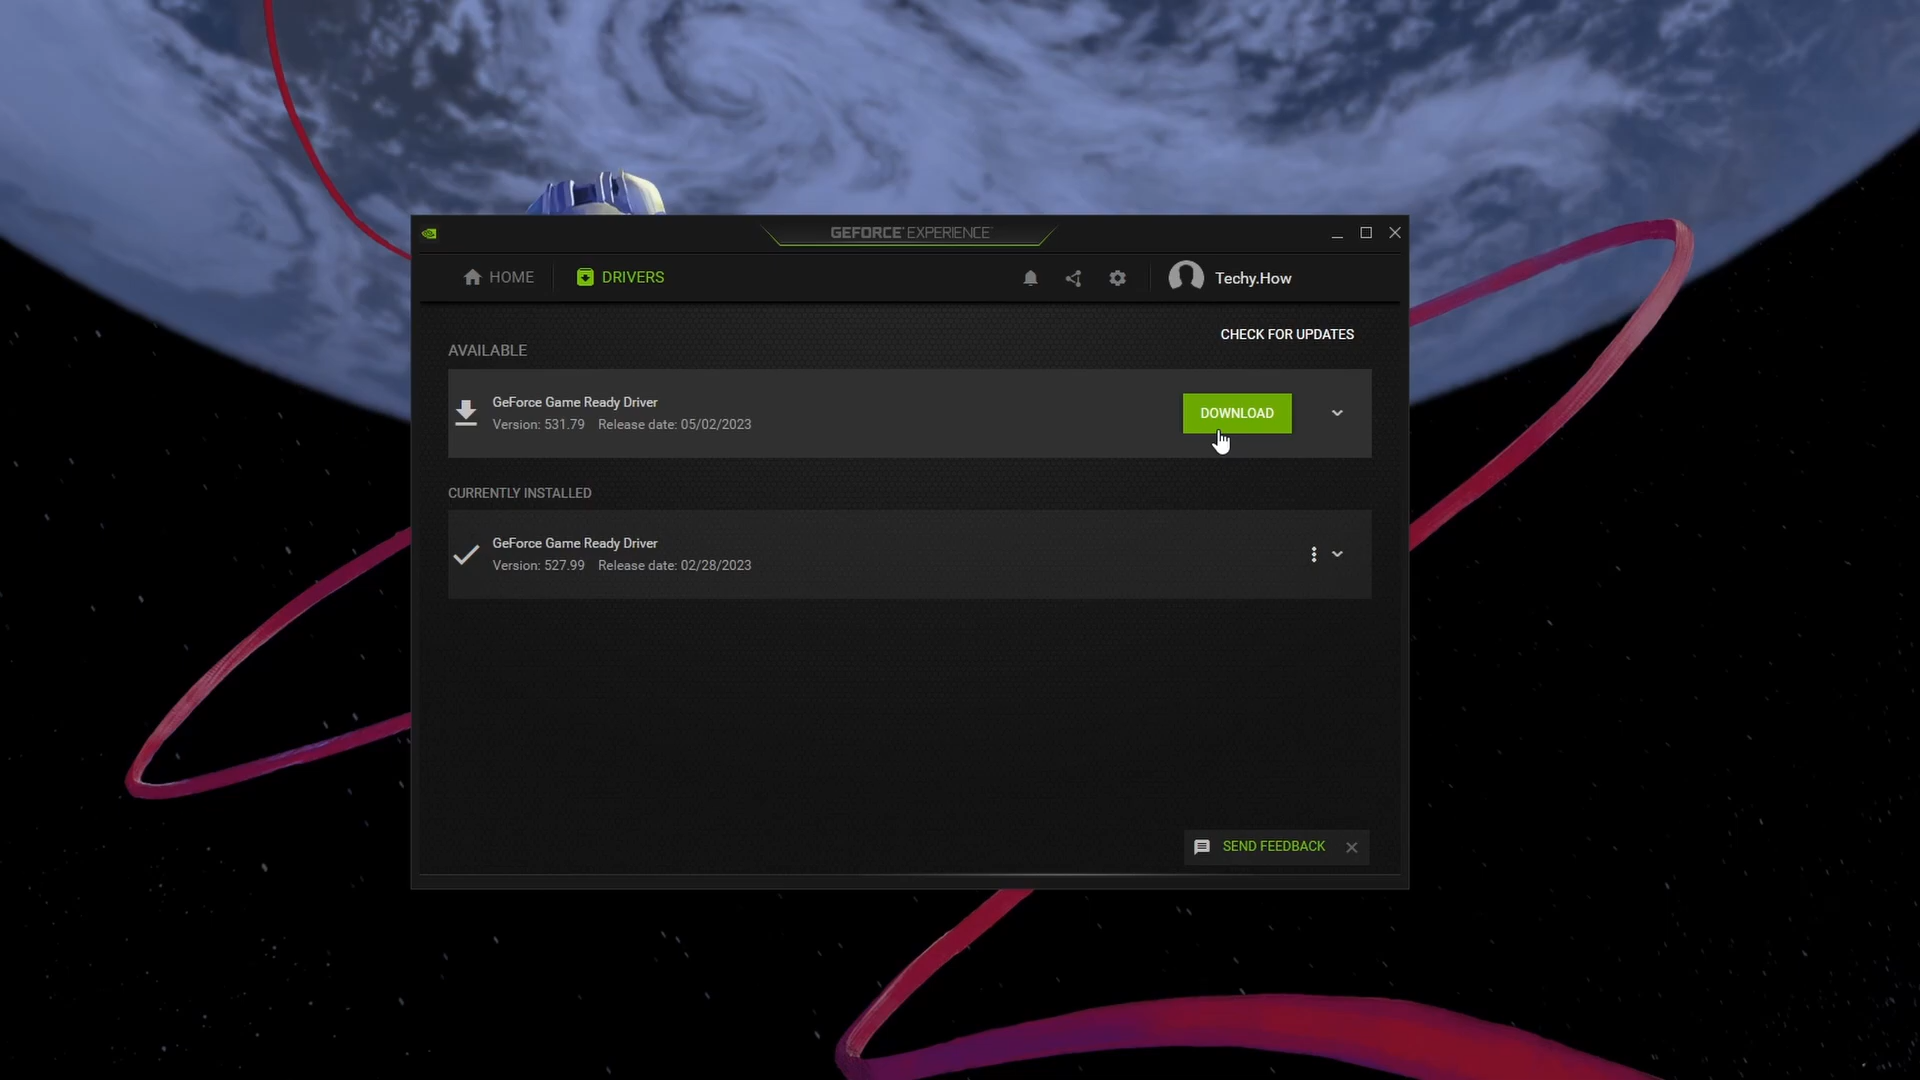 GEFORCE EXPERIENCE
HOME
DRIVERS
Techy.How
CHECK FOR UPDATES
AVAILABLE
GeForce Game Ready Driver
Version: 531.79 Release date: 05/02/2023
DOWNLOAD
CURRENTLY INSTALLED
GeForce Game Ready Driver
Version: 527.99 Release date: 02/28/2023
SEND FEEDBACK